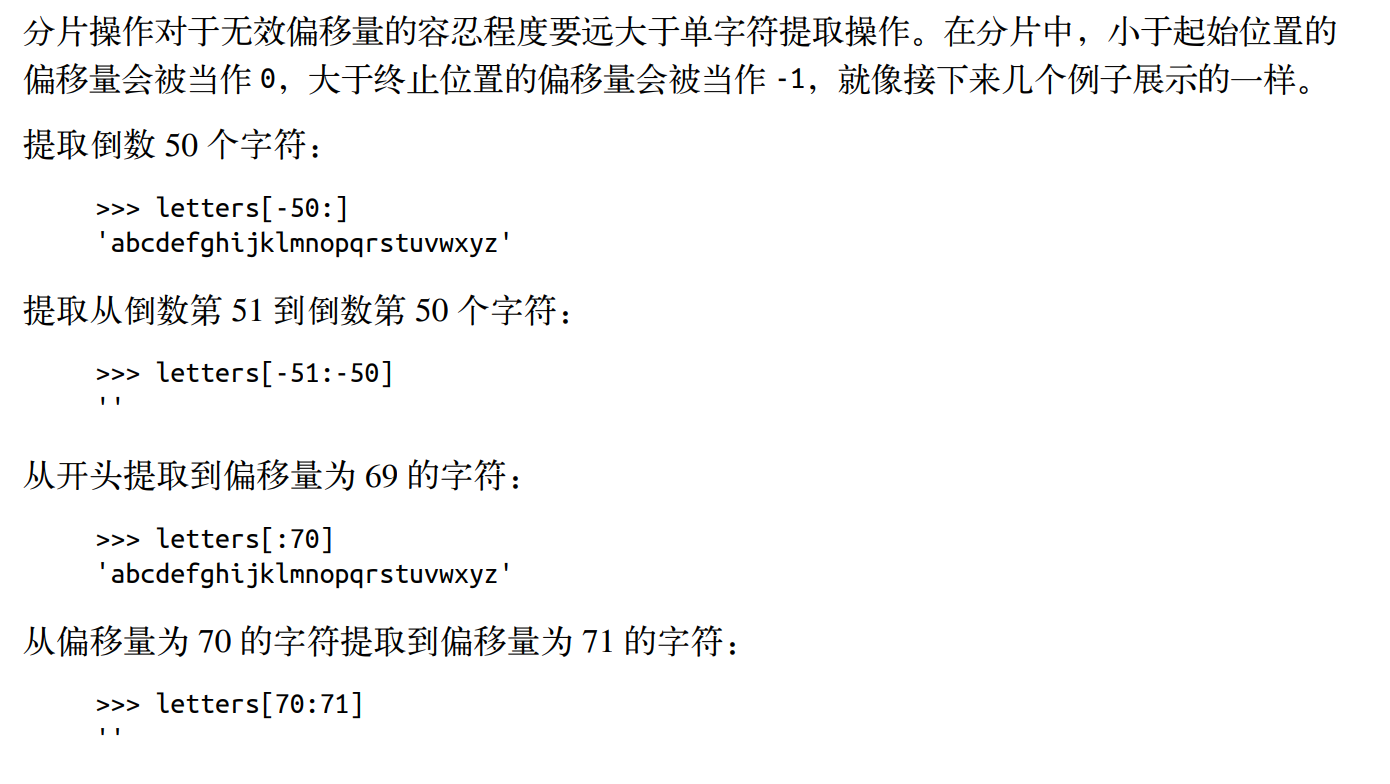 分片操作对于无效偏移量的容忍程度要远大于单字符提取操作。在分片中，小于起始位置的
偏移量会被当作 0，大于终止位置的偏移量会被当作 -1，就像接下来几个例子展示的一样。
提取倒数 50 个字符：
>>> letters[-50:]
'abcdefghijklmnopqrstuvwxyz'
提取从倒数第 51 到倒数第 50 个字符：
>>> letters[-51:-50]
''
从开头提取到偏移量为 69 的字符：
>>> letters[:70]
'abcdefghijklmnopqrstuvwxyz'
从偏移量为 70 的字符提取到偏移量为 71 的字符：
>>> letters[70:71]
''